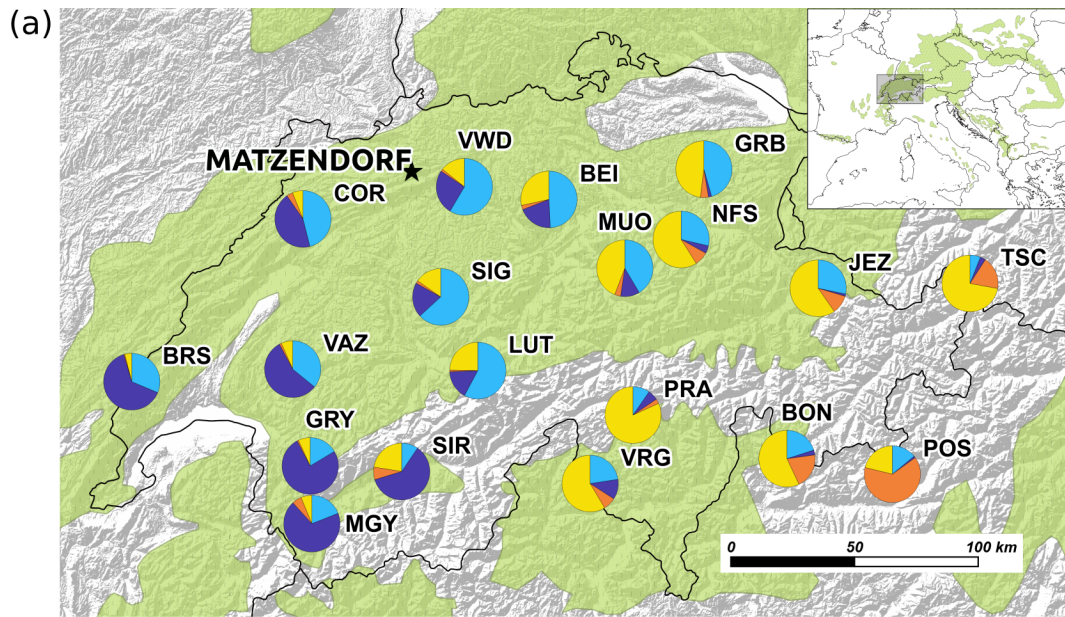 (a)
MATZENDORF
VWD
BEI
GRB
COR
MUO
NFS
SIG
JEZ
TSC
BRS
VAZ
LUT
PRA
GRY
SIR
BON
VRG
POS
MGY
0 50 100 km